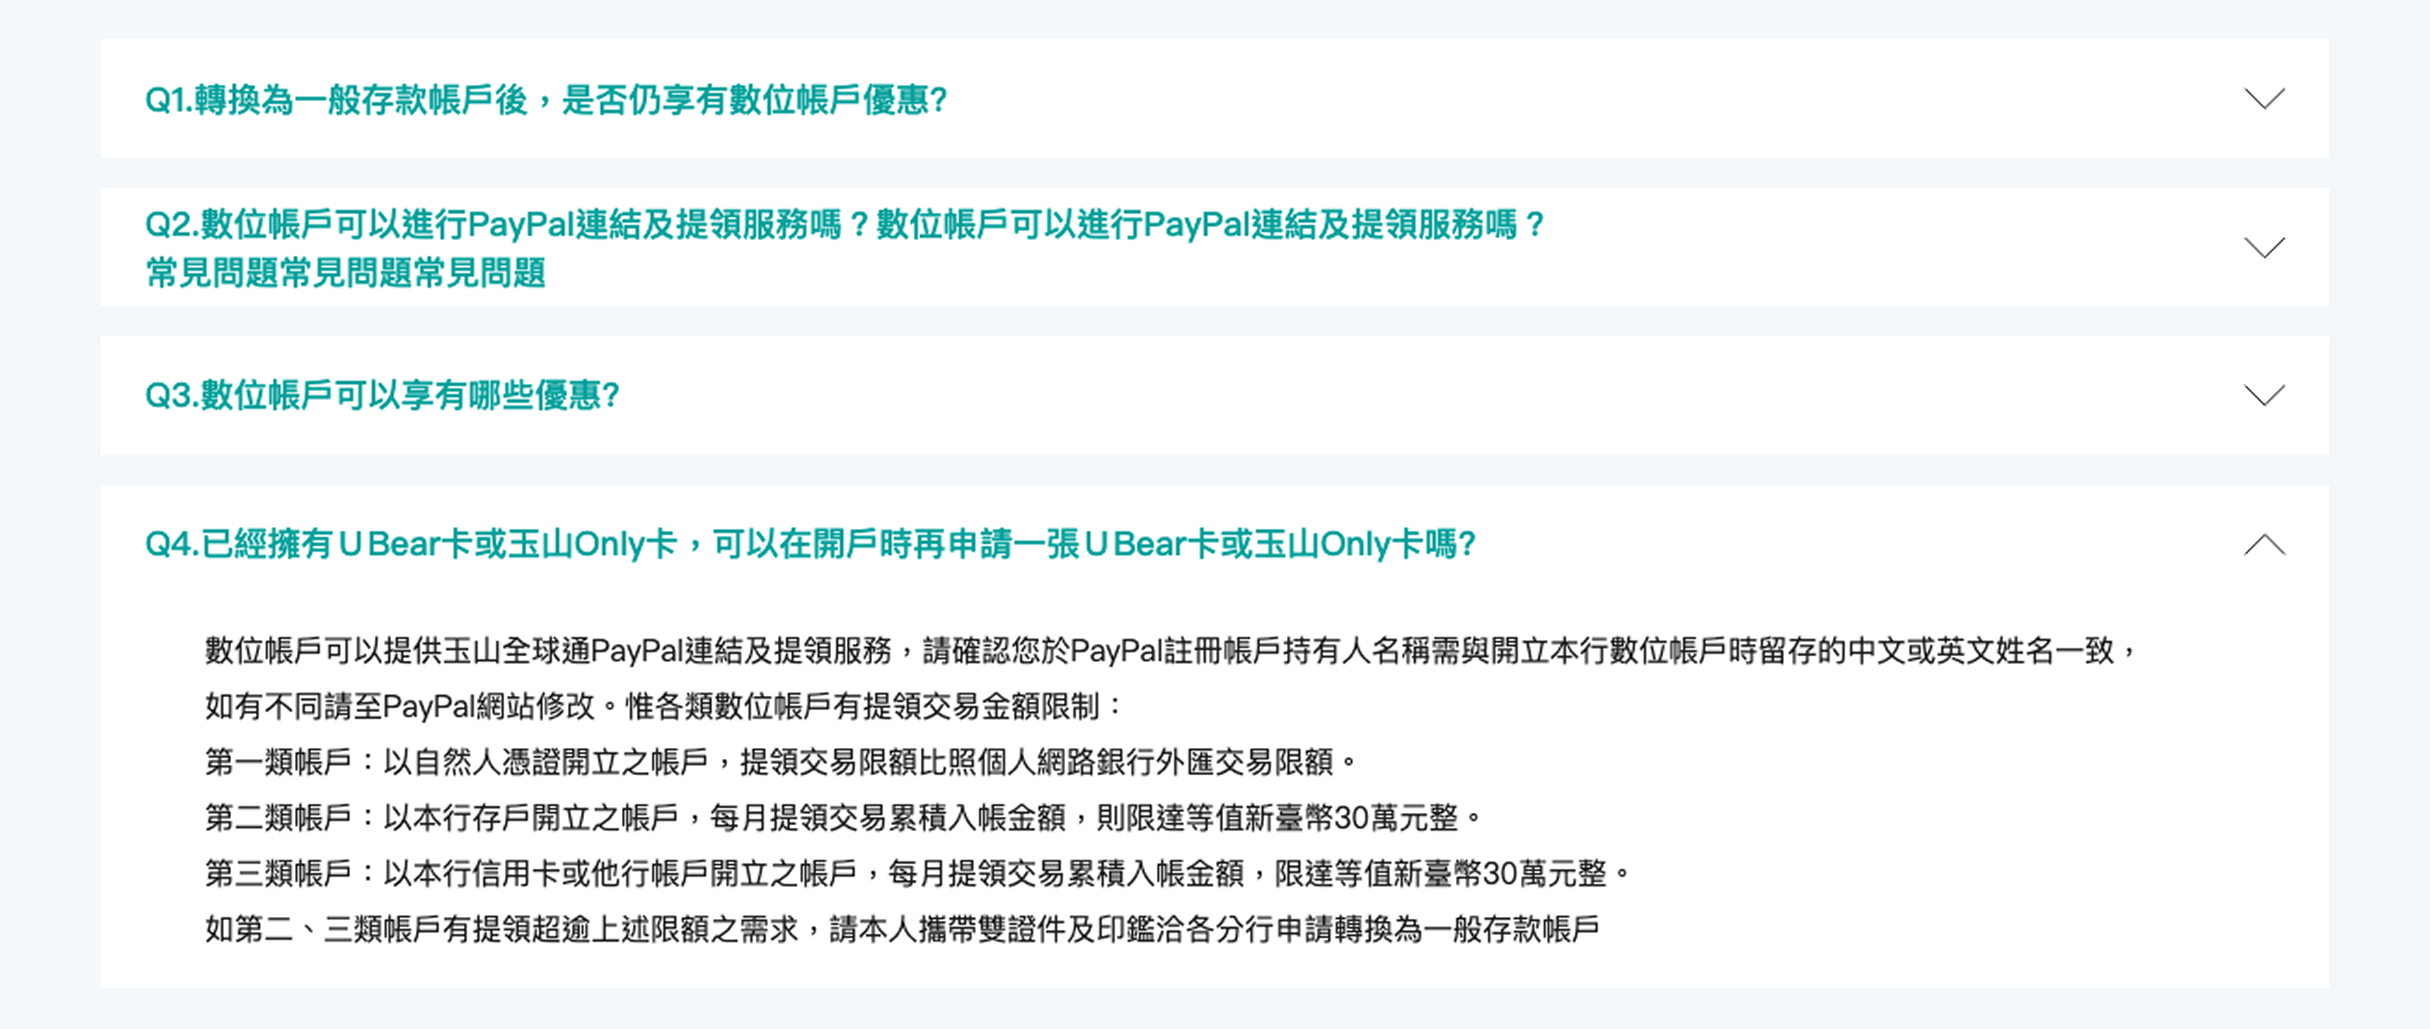 Q1.轉換為一般存款帳戶後，是否仍享有數位帳戶優惠?
Q2.數位帳戶可以進行PayPal連結及提領服務嗎？數位帳戶可以進行PayPal連結及提領服務嗎？
常見問題常見問題常見問題
Q3.數位帳戶可以享有哪些優惠?
Q4.已經擁有U Bear卡或玉山Only卡，可以在開戶時再申請一張U Bear卡或玉山Only卡嗎?
數位帳戶可以提供玉山全球通PayPal連結及提領服務，請確認您於PayPal註冊帳戶持有人名稱需與開立本行數位帳戶時留存的中文或英文姓名一致，
如有不同請至PayPal網站修改。惟各類數位帳戶有提領交易金額限制：
第一類帳戶：以自然人憑證開立之帳戶，提領交易限額比照個人網路銀行外匯交易限額。
第二類帳戶：以本行存戶開立之帳戶，每月提領交易累積入帳金額，則限達等值新臺幣30萬元整。
第三類帳戶：以本行信用卡或他行帳戶開立之帳戶，每月提領交易累積入帳金額，限達等值新臺幣30萬元整。
如第二、三類帳戶有提領超逾上述限額之需求，請本人攜帶雙證件及印鑑洽各分行申請轉換為一般存款帳戶